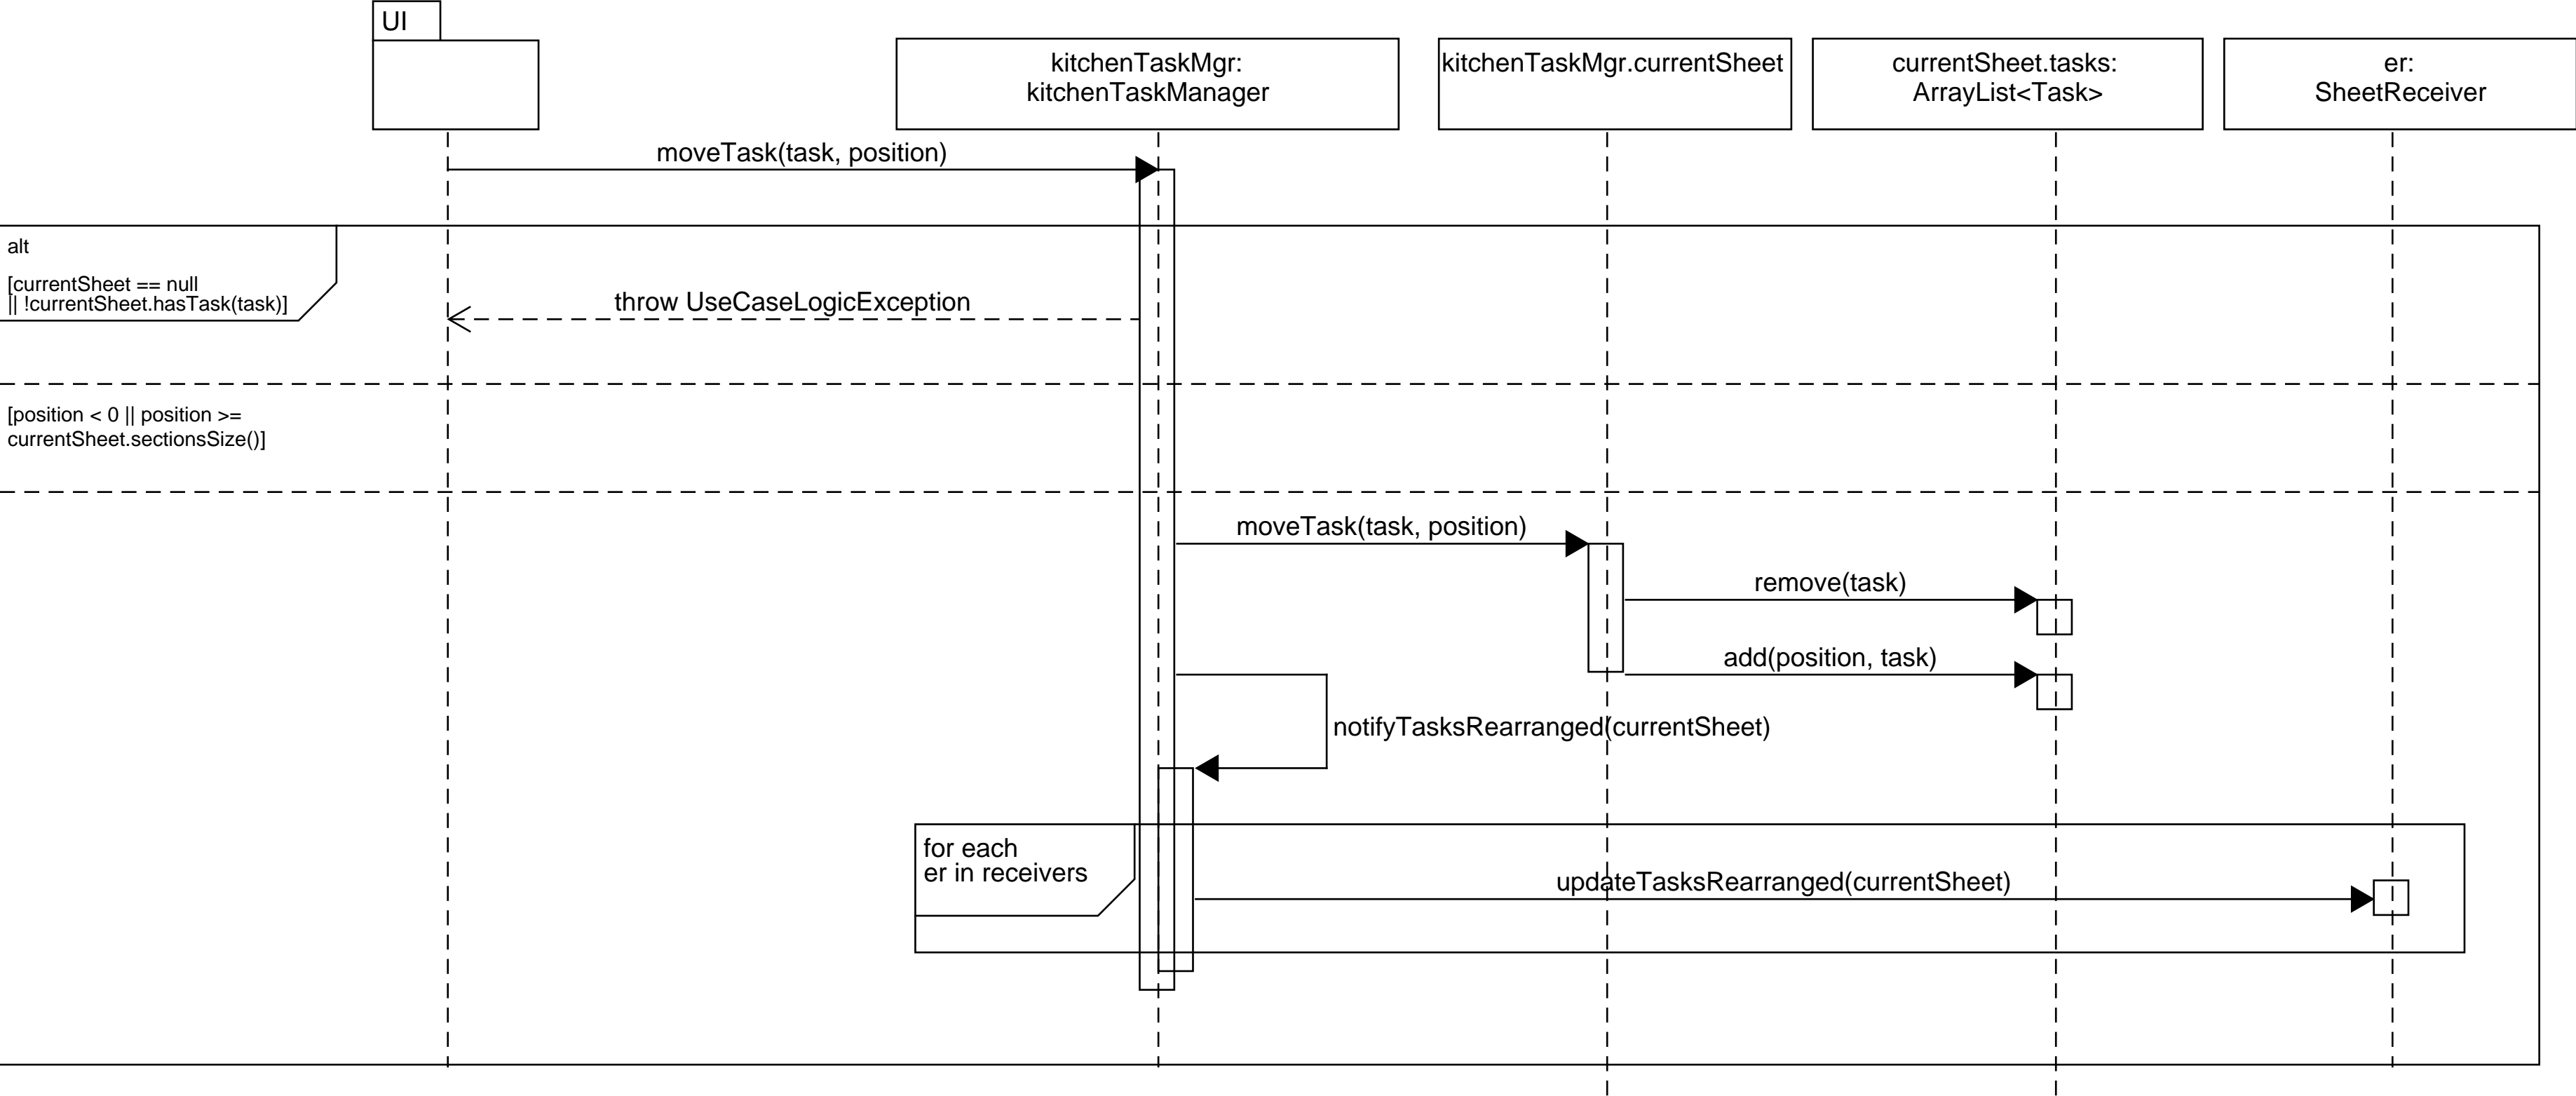 UI
kitchenTaskMgr:
kitchenTaskManager
kitchenTaskMgr.currentSheet
currentSheet.tasks:
ArrayList<Task>
er:
SheetReceiver
moveTask(task, position)
alt
[currentSheet == null
|| !currentSheet.hasTask(task)]
throw UseCaseLogicException
[position < 0 || position >=
currentSheet.sectionsSize()]
moveTask(task, position)
remove(task)
add(position, task)
notifyTasksRearranged(currentSheet)
for each
er in receivers
updateTasksRearranged(currentSheet)